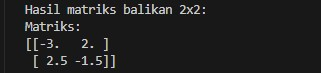 Hasil matriks balikan 2x2:
Matriks:
[[-3.   2. ]
 [ 2.5 -1.5]]